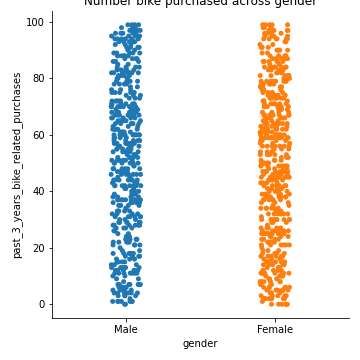 Number bike purchased across gender
100
80
60
40
20
0
past_3_years_bike_related_purchases
Male
Female
gender